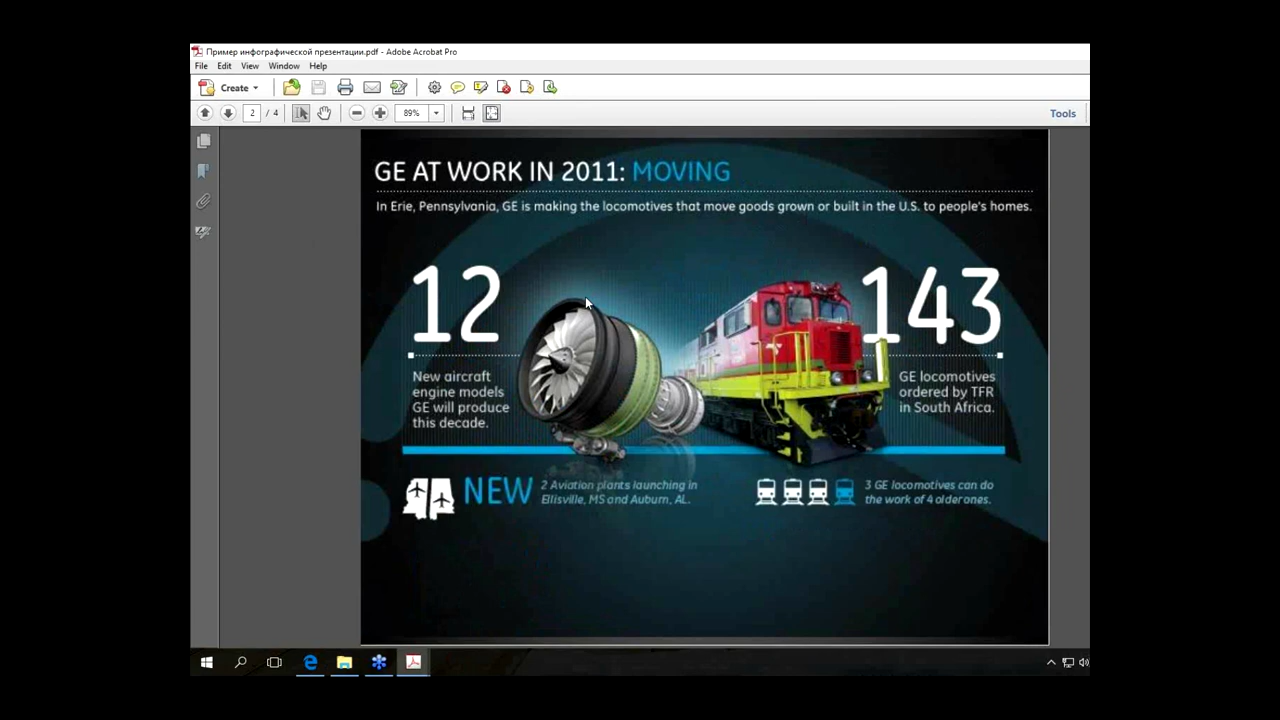 Пример инфографической презентации.pdf - Adobe Acrobat Pro
File Edit View Window Help
Create
2 / 4 89% Tools
GE AT WORK IN 2011: MOVING
In Erie, Pennsylvania, GE is making the locomotives that move goods grown or built in the U.S. to people's homes.
12
New aircraft
engine models
GE will produce
this decade.
143
GE locomotives
ordered by TFR
in South Africa.
NEW
2 Aviation plants launching in
Ellisville, MS and Auburn, AL.
3 GE locomotives can do
the work of 4 older ones.